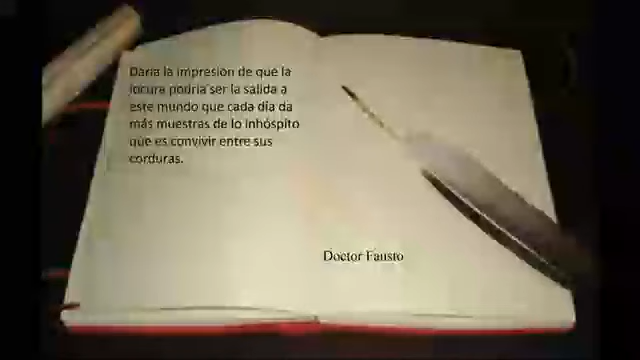 Daría la impresión de que la
locura podría ser la salida a
este mundo que cada día da
más muestras de lo inhóspito
que es convivir entre sus
corduras.
Doctor Fausto